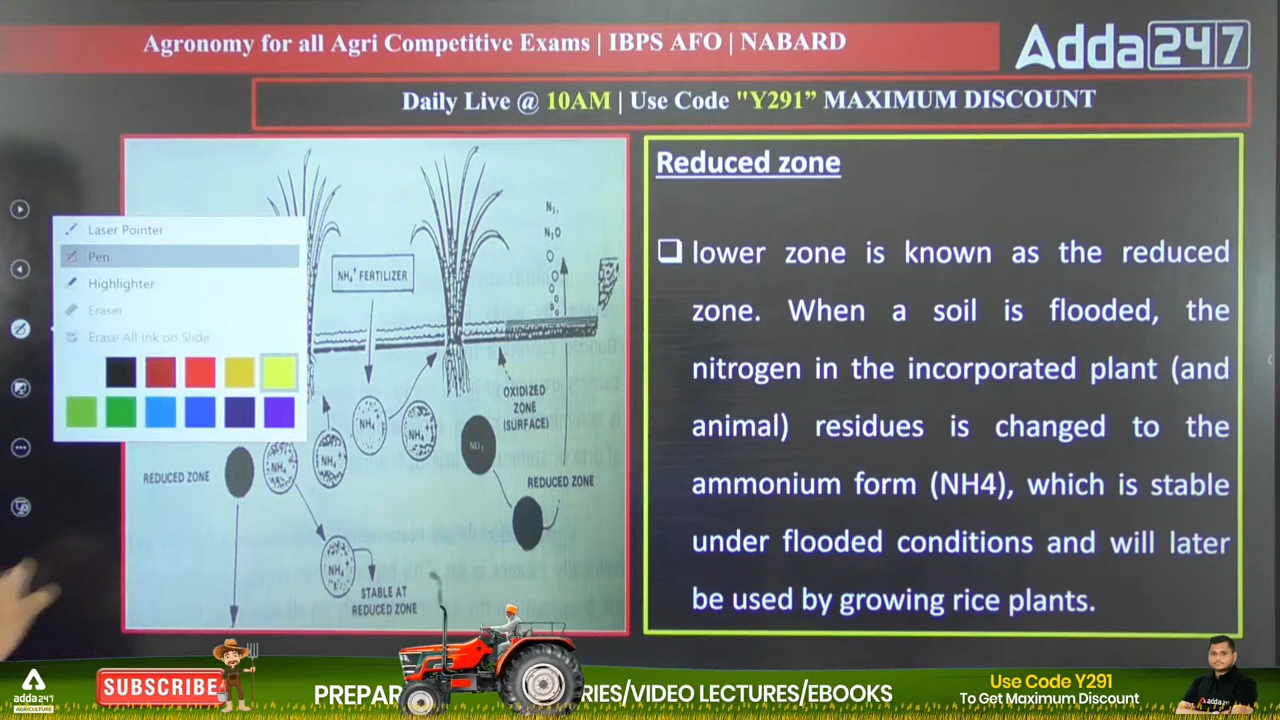 Agronomy for all Agri Competitive Exams | IBPS AFO | NABARD
Adda247
Daily Live @ 10AM | Use Code "Y291” MAXIMUM DISCOUNT
Laser Pointer
Pen
Highlighter
Eraser
Erase All Ink on Slide
NH₄⁺ FERTILIZER
N₂O
OXIDIZED
ZONE
(SURFACE)
NH₄⁺
NH₄⁺
NH₄⁺
NH₄⁺
REDUCED ZONE
REDUCED ZONE
NH₄⁺
STABLE AT
REDUCED ZONE
Reduced zone
lower zone is known as the reduced
zone. When a soil is flooded, the
nitrogen in the incorporated plant (and
animal) residues is changed to the
ammonium form (NH4), which is stable
under flooded conditions and will later
be used by growing rice plants.
adda247
AGRICULTURE
SUBSCRIBE
PREPAR
RIES/VIDEO LECTURES/EBOOKS
Use Code Y291
To Get Maximum Discount
adda247